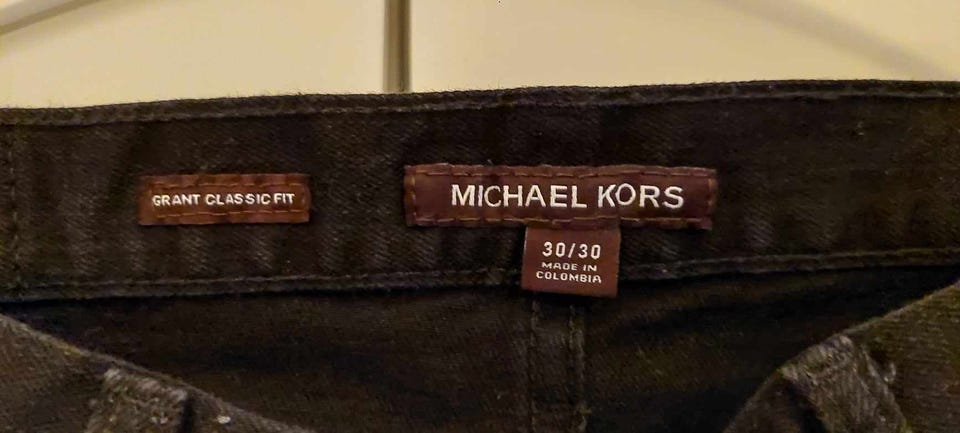 GRANT CLASSIC FIT
MICHAEL KORS
30/30
MADE IN
COLOMBIA